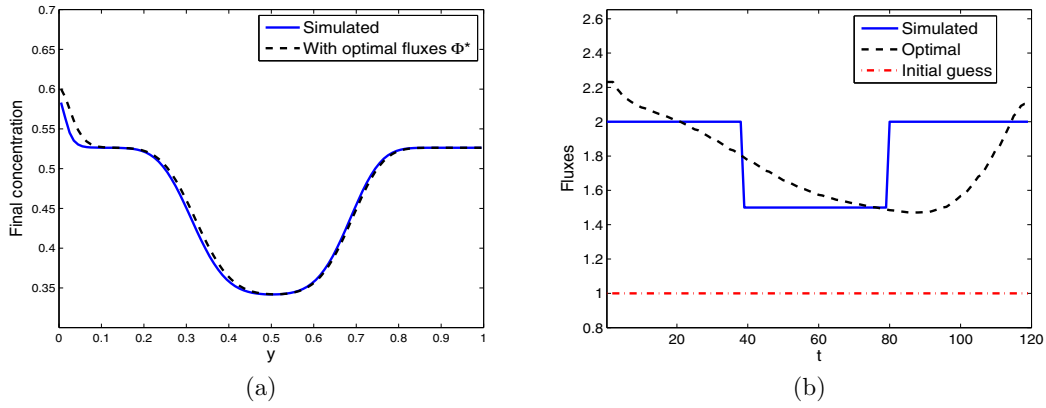 Simulated
With optimal fluxes Φ*
Final concentration
0.7
0.65
0.6
0.55
0.5
0.45
0.4
0.35
0 0.1 0.2 0.3 0.4 0.5 0.6 0.7 0.8 0.9 1
y
(a)
Simulated
Optimal
Initial guess
Fluxes
2.6
2.4
2.2
2
1.8
1.6
1.4
1.2
1
0.8
20 40 60 80 100 120
t
(b)